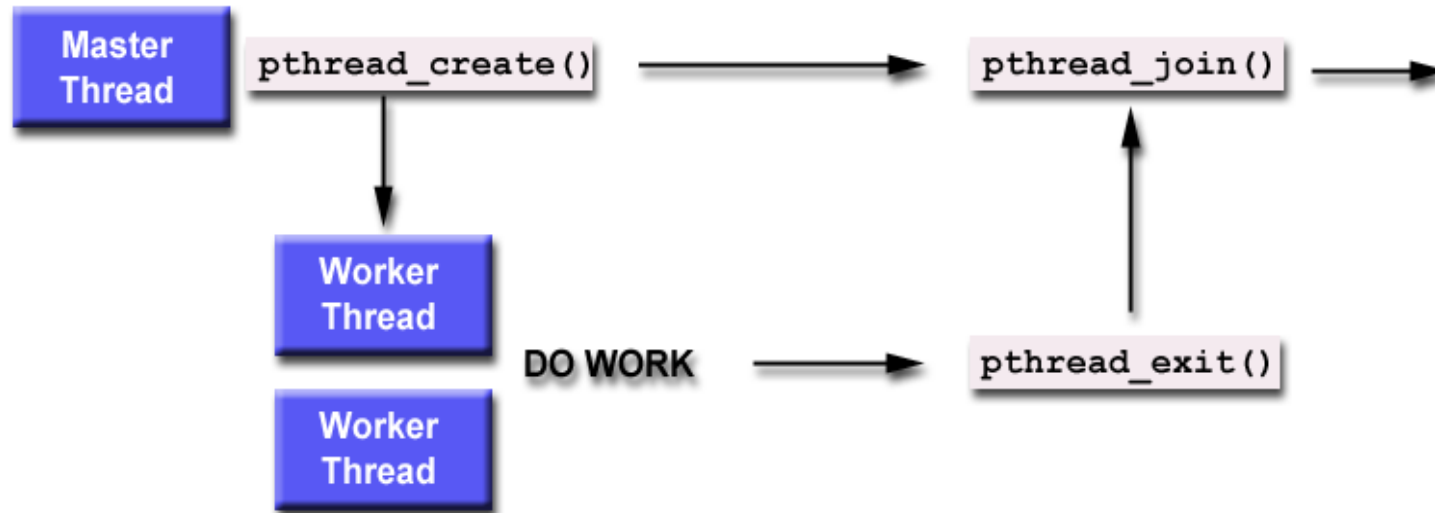 Master
Thread
pthread_create()
pthread_join()
Worker
Thread
DO WORK
pthread_exit()
Worker
Thread